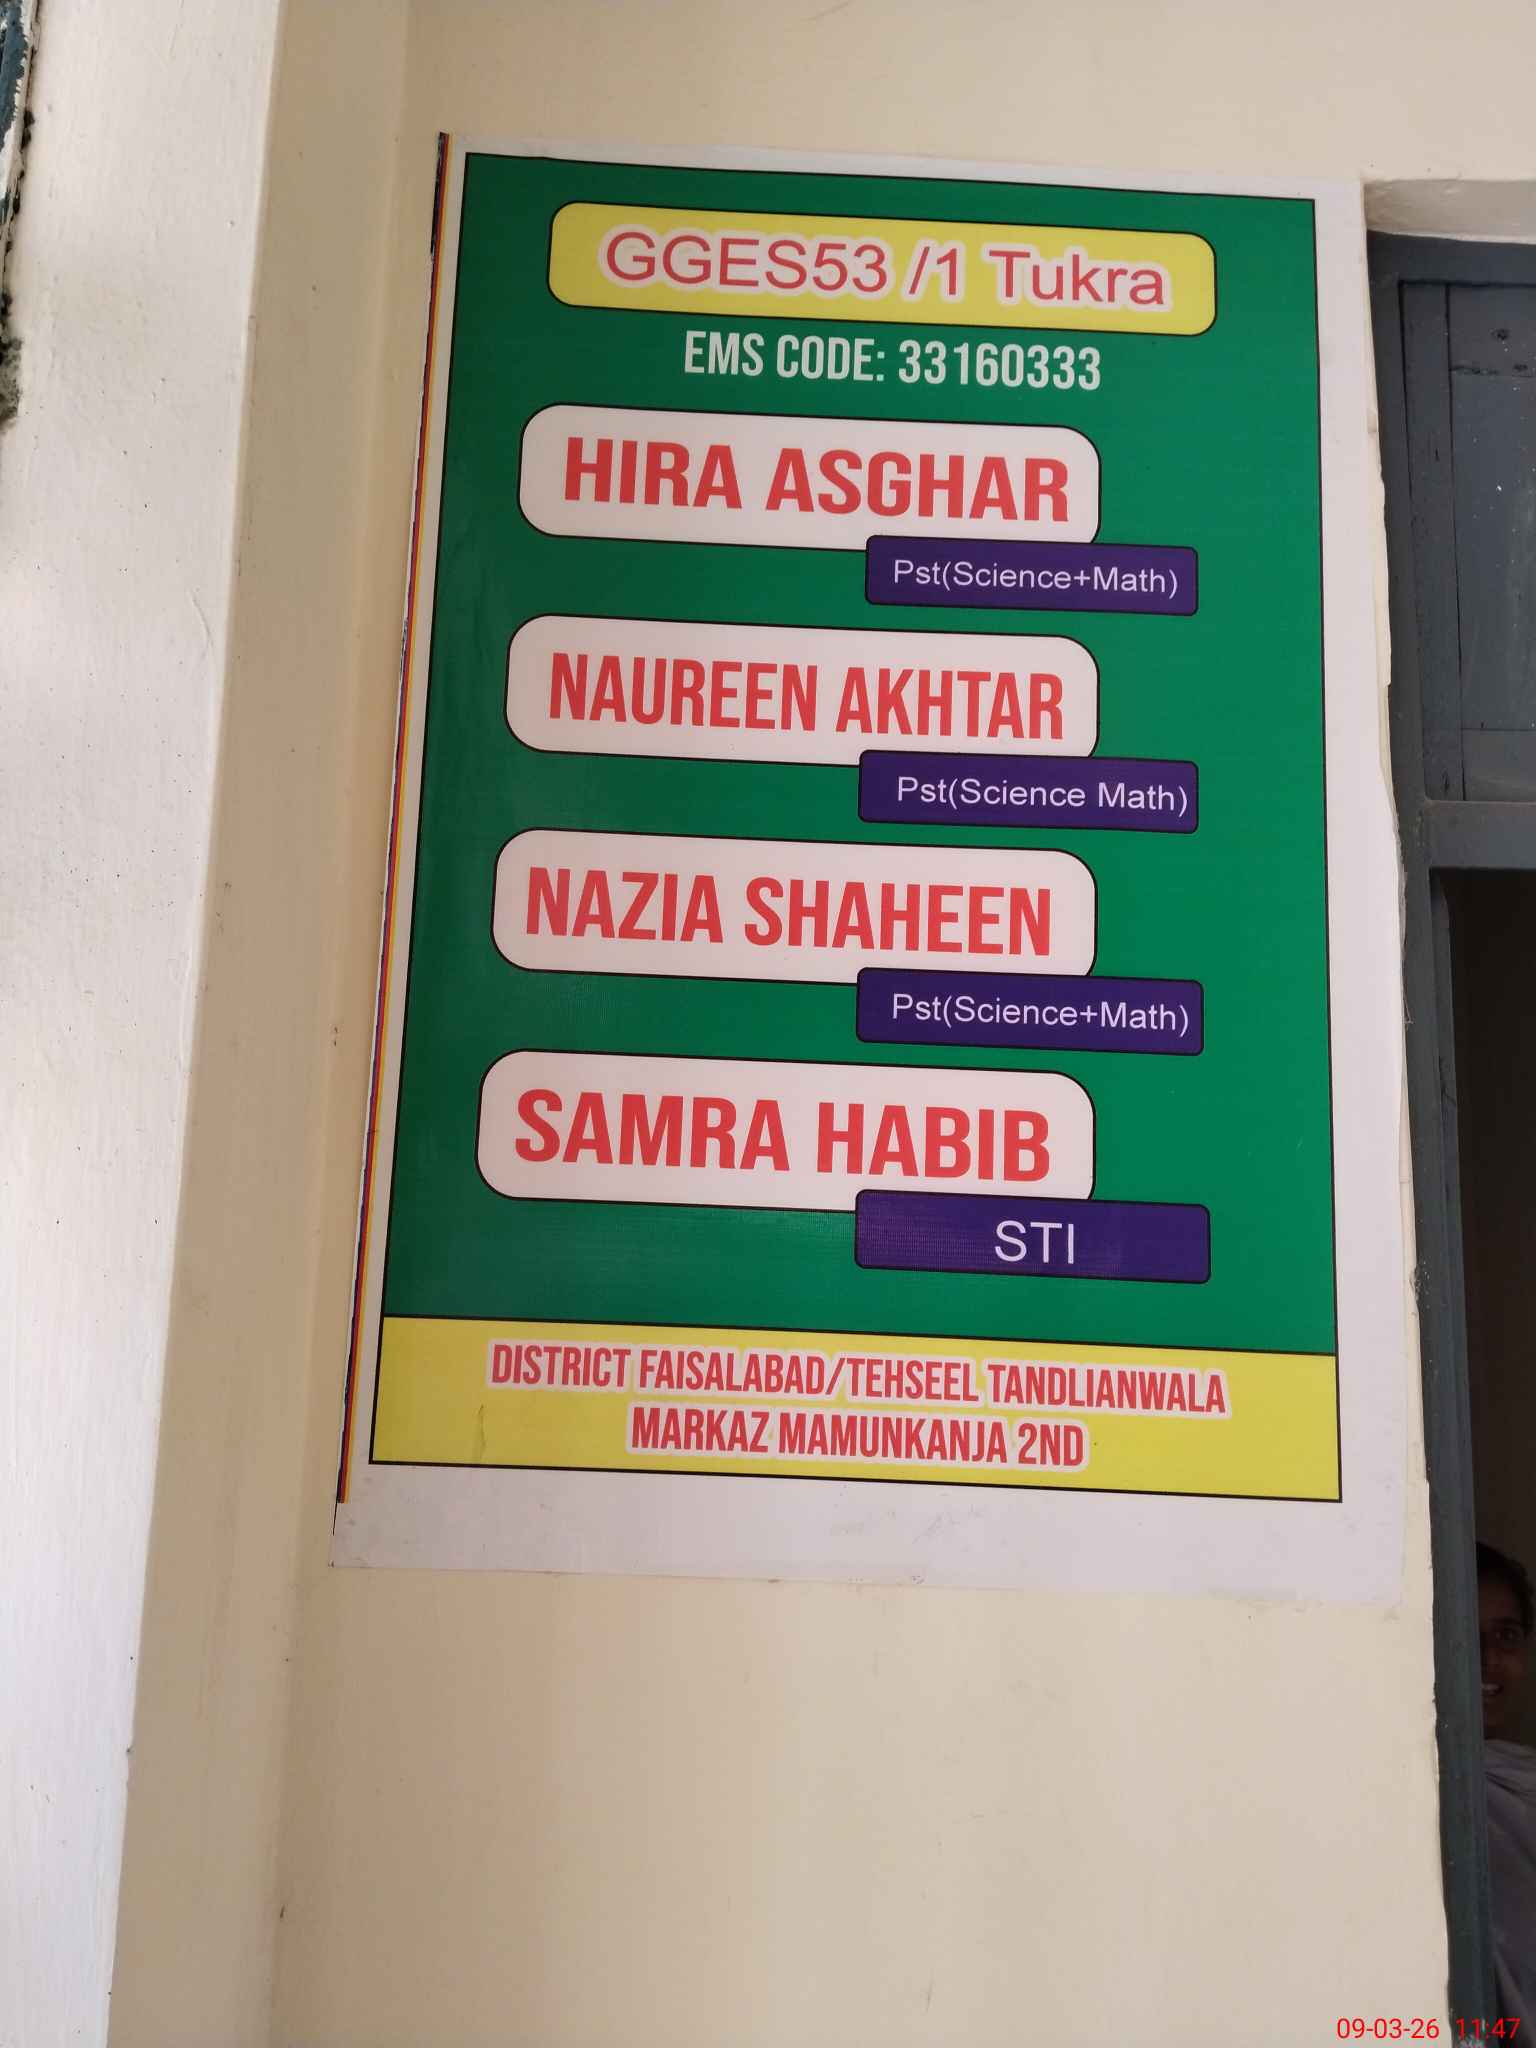 GGES53 /1 Tukra
EMS CODE: 33160333
HIRA ASGHAR
Pst(Science+Math)
NAUREEN AKHTAR
Pst(Science Math)
NAZIA SHAHEEN
Pst(Science+Math)
SAMRA HABIB
STI
DISTRICT FAISALABAD/TEHSEEL TANDLIANWALA
MARKAZ MAMUNKANJA 2ND
09-03-26 11:47